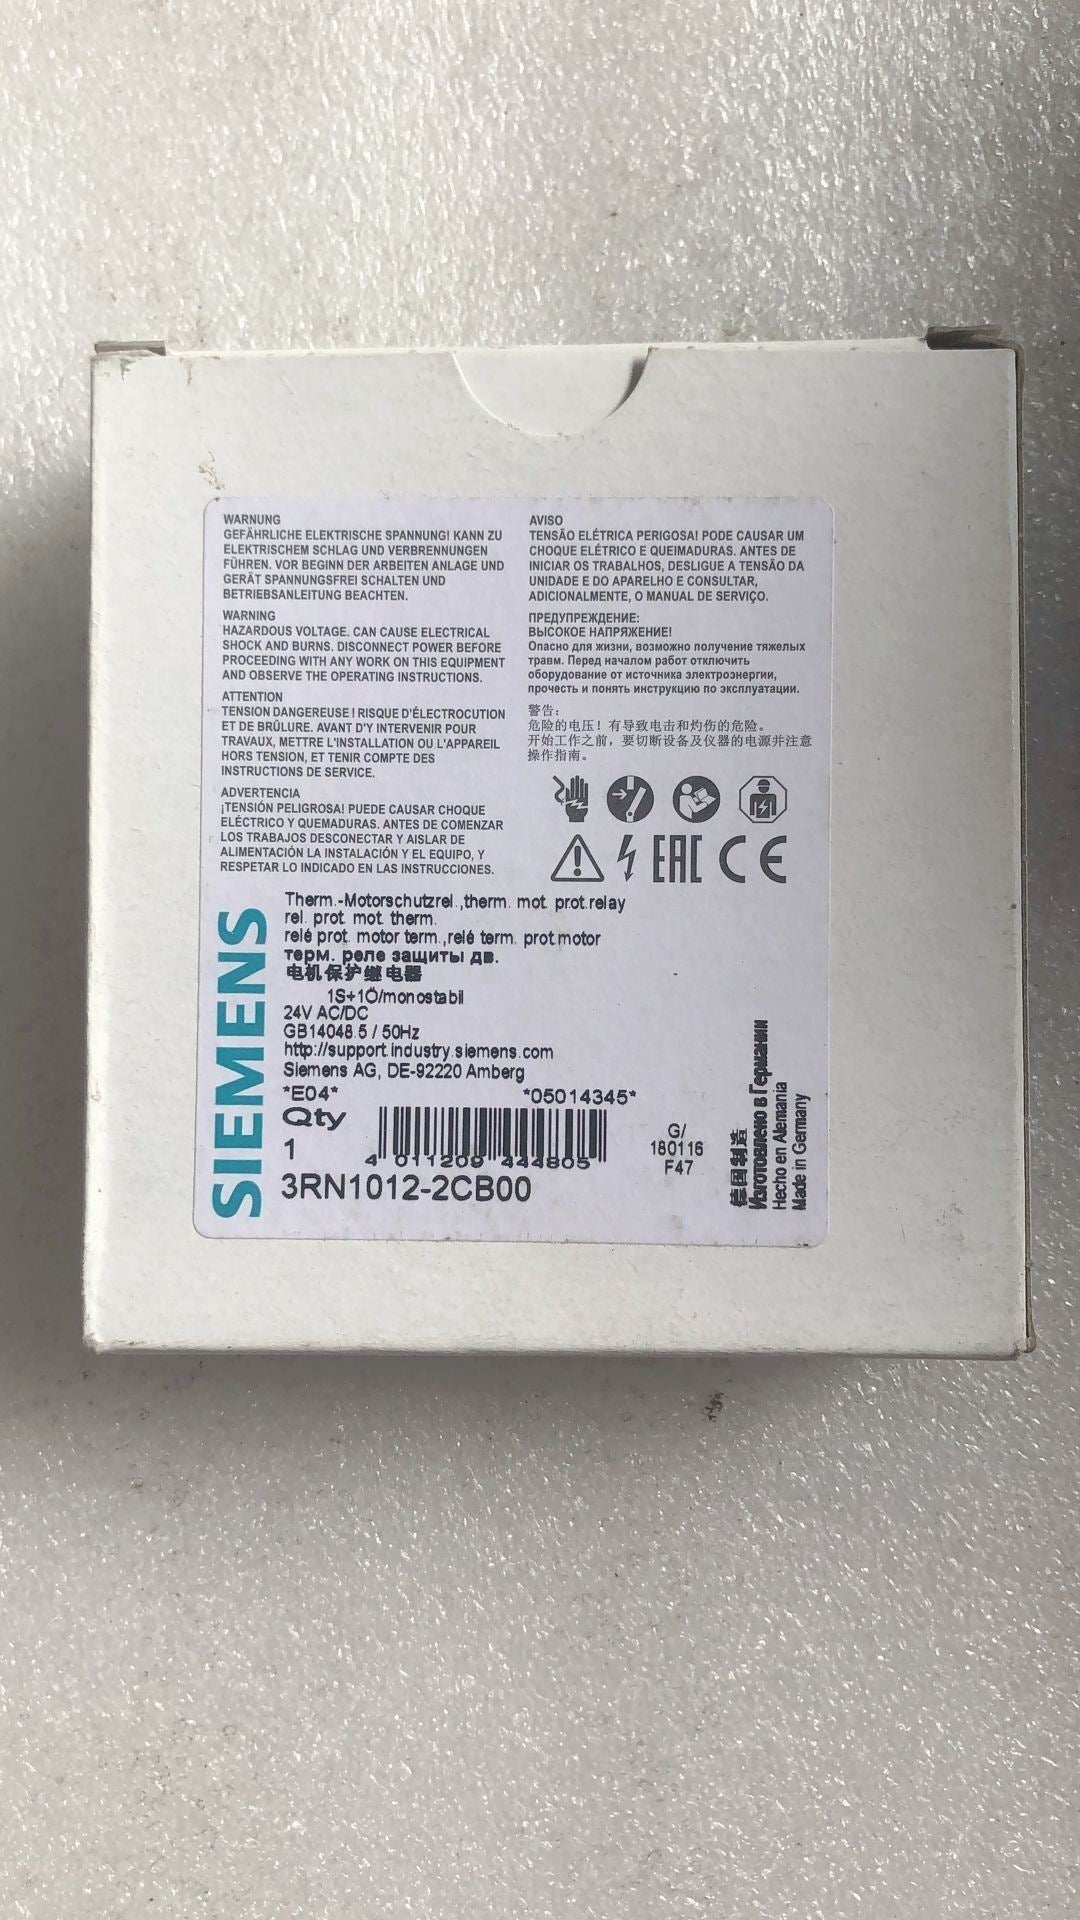 WARNUNG
GEFÄHRLICHE ELEKTRISCHE SPANNUNG! KANN ZU
ELEKTRISCHEM SCHLAG UND VERBRENNUNGEN
FÜHREN. VOR BEGINN DER ARBEITEN ANLAGE UND
GERÄT SPANNUNGSFREI SCHALTEN UND
BETRIEBSANLEITUNG BEACHTEN.
WARNING
HAZARDOUS VOLTAGE. CAN CAUSE ELECTRICAL
SHOCK AND BURNS. DISCONNECT POWER BEFORE
PROCEEDING WITH ANY WORK ON THIS EQUIPMENT
AND OBSERVE THE OPERATING INSTRUCTIONS.
ATTENTION
TENSION DANGEREUSE ! RISQUE D'ÉLECTROCUTION
ET DE BRÛLURE. AVANT D'Y INTERVENIR POUR
TRAVAUX, METTRE L'INSTALLATION OU L'APPAREIL
HORS TENSION, ET TENIR COMPTE DES
INSTRUCTIONS DE SERVICE.
ADVERTENCIA
¡TENSIÓN PELIGROSA! PUEDE CAUSAR CHOQUE
ELÉCTRICO Y QUEMADURAS. ANTES DE COMENZAR
LOS TRABAJOS DESCONECTAR Y AISLAR DE
ALIMENTACIÓN LA INSTALACIÓN Y EL EQUIPO, Y
RESPETAR LO INDICADO EN LAS INSTRUCCIONES.
AVISO
TENSÃO ELÉTRICA PERIGOSA! PODE CAUSAR UM
CHOQUE ELÉTRICO E QUEIMADURAS. ANTES DE
INICIAR OS TRABALHOS, DESLIGUE A TENSÃO DA
UNIDADE E DO APARELHO E CONSULTAR,
ADICIONALMENTE, O MANUAL DE SERVIÇO.
ПРЕДУПРЕЖДЕНИЕ:
ВЫСОКОЕ НАПРЯЖЕНИЕ!
Опасно для жизни, возможно получение тяжелых
травм. Перед началом работ отключить
оборудование от источника электроэнергии,
прочесть и понять инструкцию по эксплуатации.
警告:
危险的电压！有导致电击和灼伤的危险。
开始工作之前，要切断设备及仪器的电源并注意
操作指南。
EAC CE
SIEMENS
Therm.-Motorschutzrel.,therm. mot. prot.relay
rel. prot. mot. therm.
relé prot. motor term.,relé term. prot.motor
терм. реле защиты дв.
电机保护继电器
1S+1Ö/monostabil
24V AC/DC
GB14048.5 / 50Hz
http://support.industry.siemens.com
Siemens AG, DE-92220 Amberg
*E04* *05014345*
Qty
1
4 011209 444805
3RN1012-2CB00
G/
180116
F47
德国制造
Изготовлено в Германии
Hecho en Alemania
Made in Germany